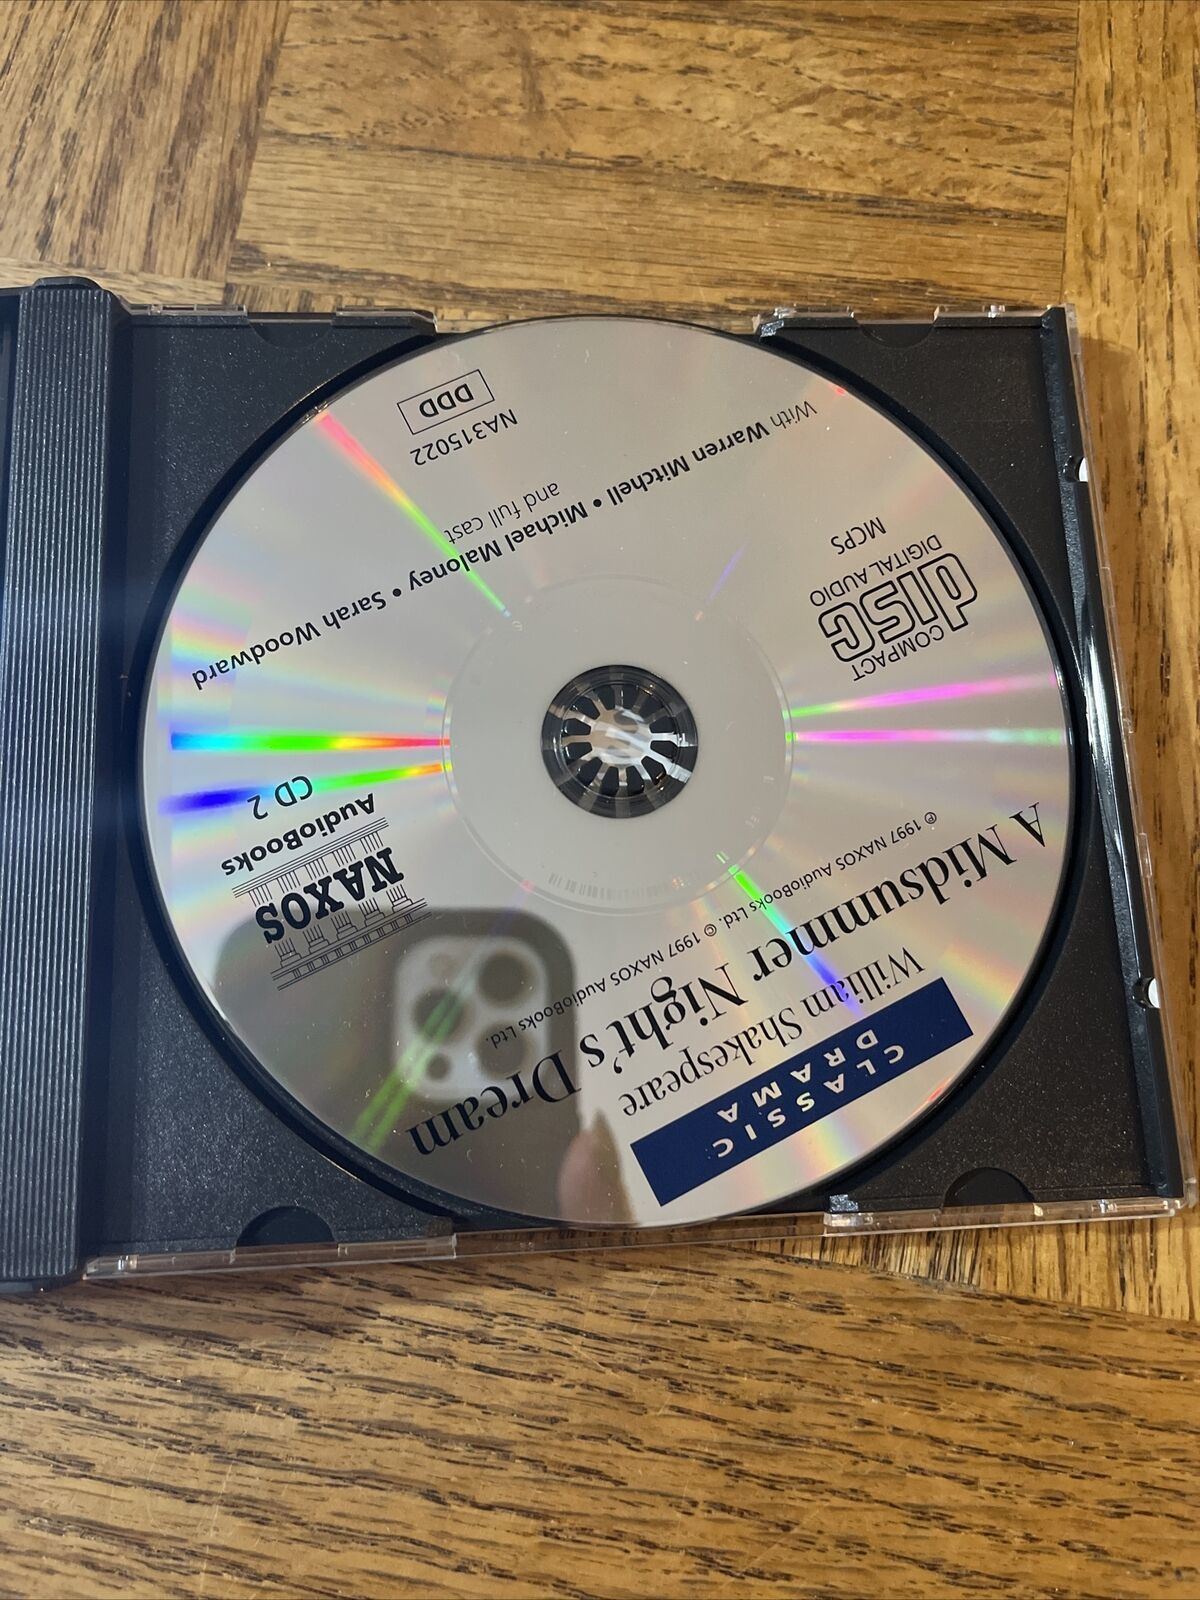 CLASSIC
DRAMA
William Shakespeare
A Midsummer Night's Dream
℗ 1997 NAXOS AudioBooks Ltd. © 1997 NAXOS AudioBooks Ltd.
NAXOS
AudioBooks
CD 2
COMPACT
disc
DIGITAL AUDIO
MCPS
With Warren Mitchell • Michael Maloney • Sarah Woodward
and full cast
NA315022
DDD